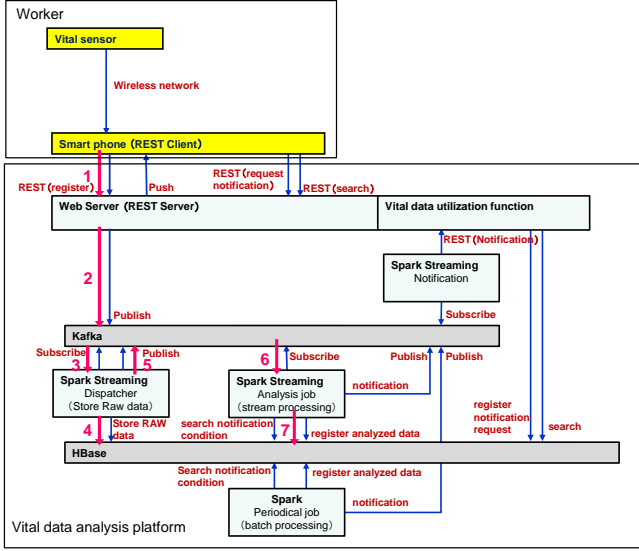 Worker
Vital sensor
Wireless network
Smart phone (REST Client)
1
REST(register)
Push
REST(request
notification)
REST(search)
Web Server (REST Server)
Vital data utilization function
REST(Notification)
2
Spark Streaming
Notification
Publish
Subscribe
Kafka
Subscribe
3
5
Publish
6
Subscribe
Publish
Publish
Spark Streaming
Dispatcher
(Store Raw data)
Spark Streaming
Analysis job
(stream processing)
notification
4
Store RAW
data
search notification
condition
7
register analyzed data
register
notification
request
search
HBase
Search notification
condition
register analyzed data
Spark
Periodical job
(batch processing)
notification
Vital data analysis platform